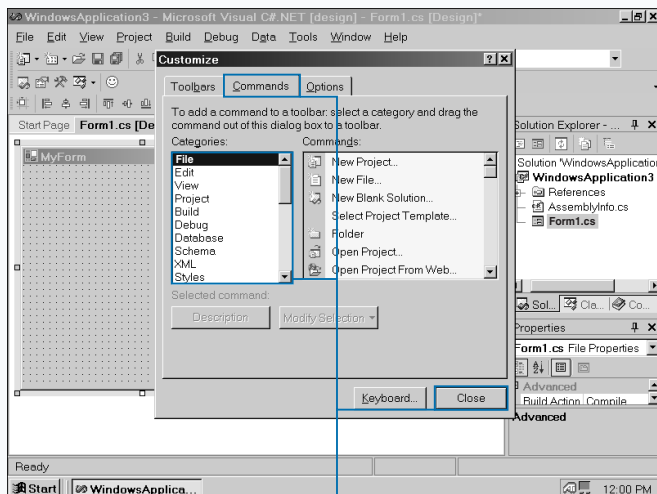 WindowsApplication3 - Microsoft Visual C#.NET [design] - Form1.cs [Design]*
File Edit View Project Build Debug Data Tools Window Help
Customize
Toolbars Commands Options
To add a command to a toolbar: select a category and drag the
command out of this dialog box to a toolbar.
Categories:
File
Edit
View
Project
Build
Debug
Database
Schema
XML
Styles
Commands:
New Project...
New File...
New Blank Solution...
Select Project Template...
Folder
Open Project...
Open Project From Web...
Selected command:
Description Modify Selection
Keyboard... Close
Start Page Form1.cs [De
MyForm
Solution Explorer - ...
Solution 'WindowsApplicatio
WindowsApplication3
References
AssemblyInfo.cs
Form1.cs
Sol... Cla... Co...
Properties
Form1.cs File Properties
Advanced
Build Action Compile
Advanced
Ready
Start WindowsApplica... 12:00 PM